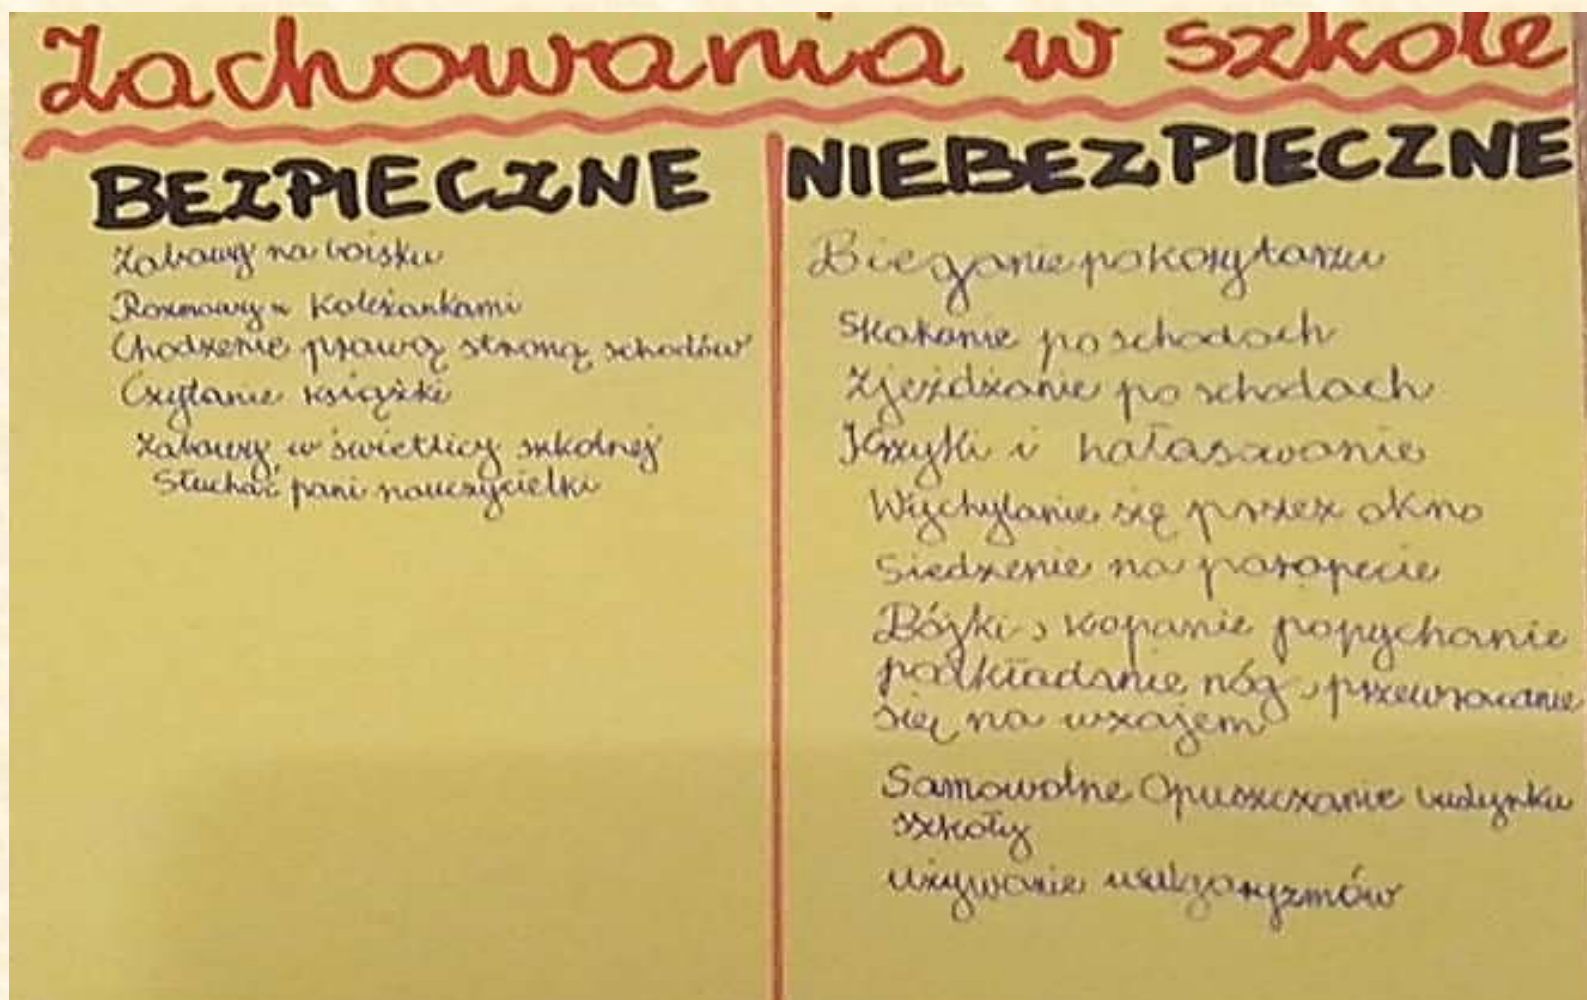 Zachowania w szkole
BEZPIECZNE
Zabawy na boisku
Rozmowy z Koleżankami
Chodzenie prawą stroną schodów
Czytanie książki
Zabawy w świetlicy szkolnej
Słuchać pani nauczycielki
NIEBEZPIECZNE
Bieganie po korytarzu
Skakanie po schodach
Zjeżdżanie po schodach
Krzyki i hałasowanie
Wychylanie się przez okno
Siedzenie na parapecie
Bójki, kopanie popychanie
podkładanie nóg, przewracanie
się na wzajem
Samowolne Opuszczanie budynku
szkoły
używanie wulgaryzmów